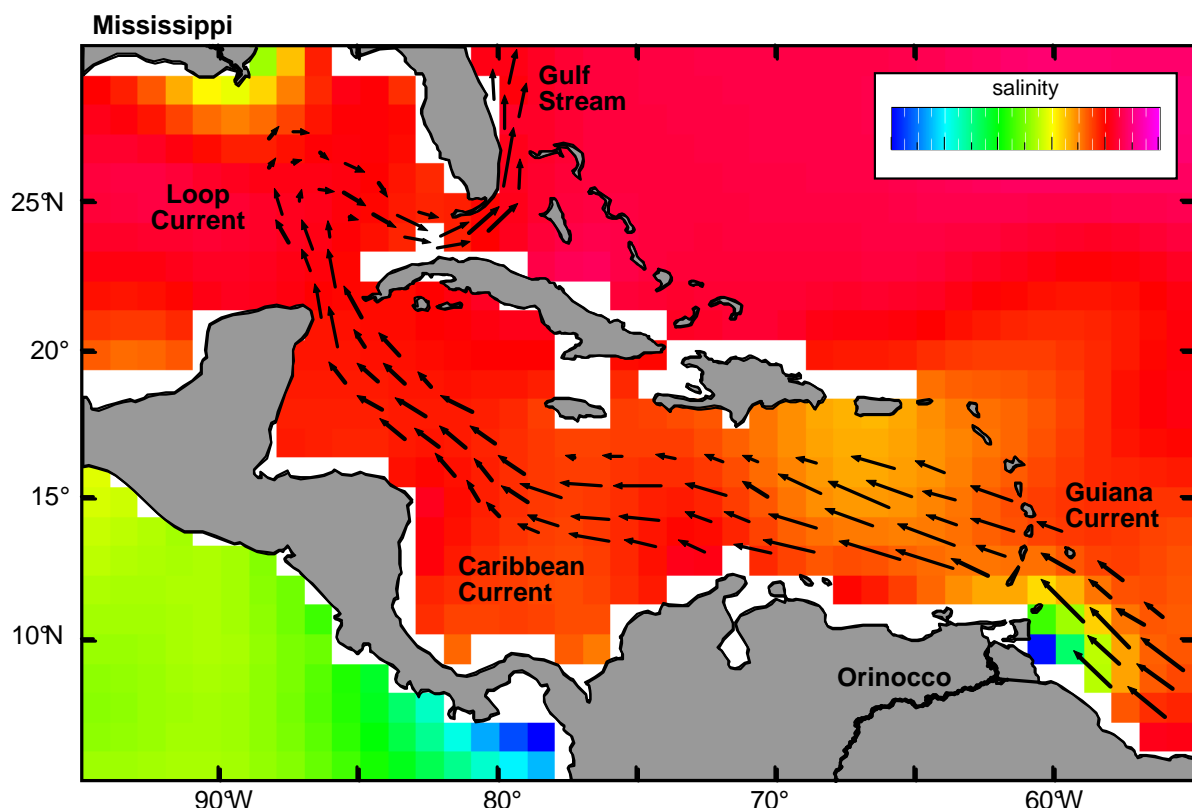 Mississippi
Gulf
Stream
salinity
Loop
Current
25°N
20°
15°
10°N
Guiana
Current
Caribbean
Current
Orinocco
90°W
80°
70°
60°W